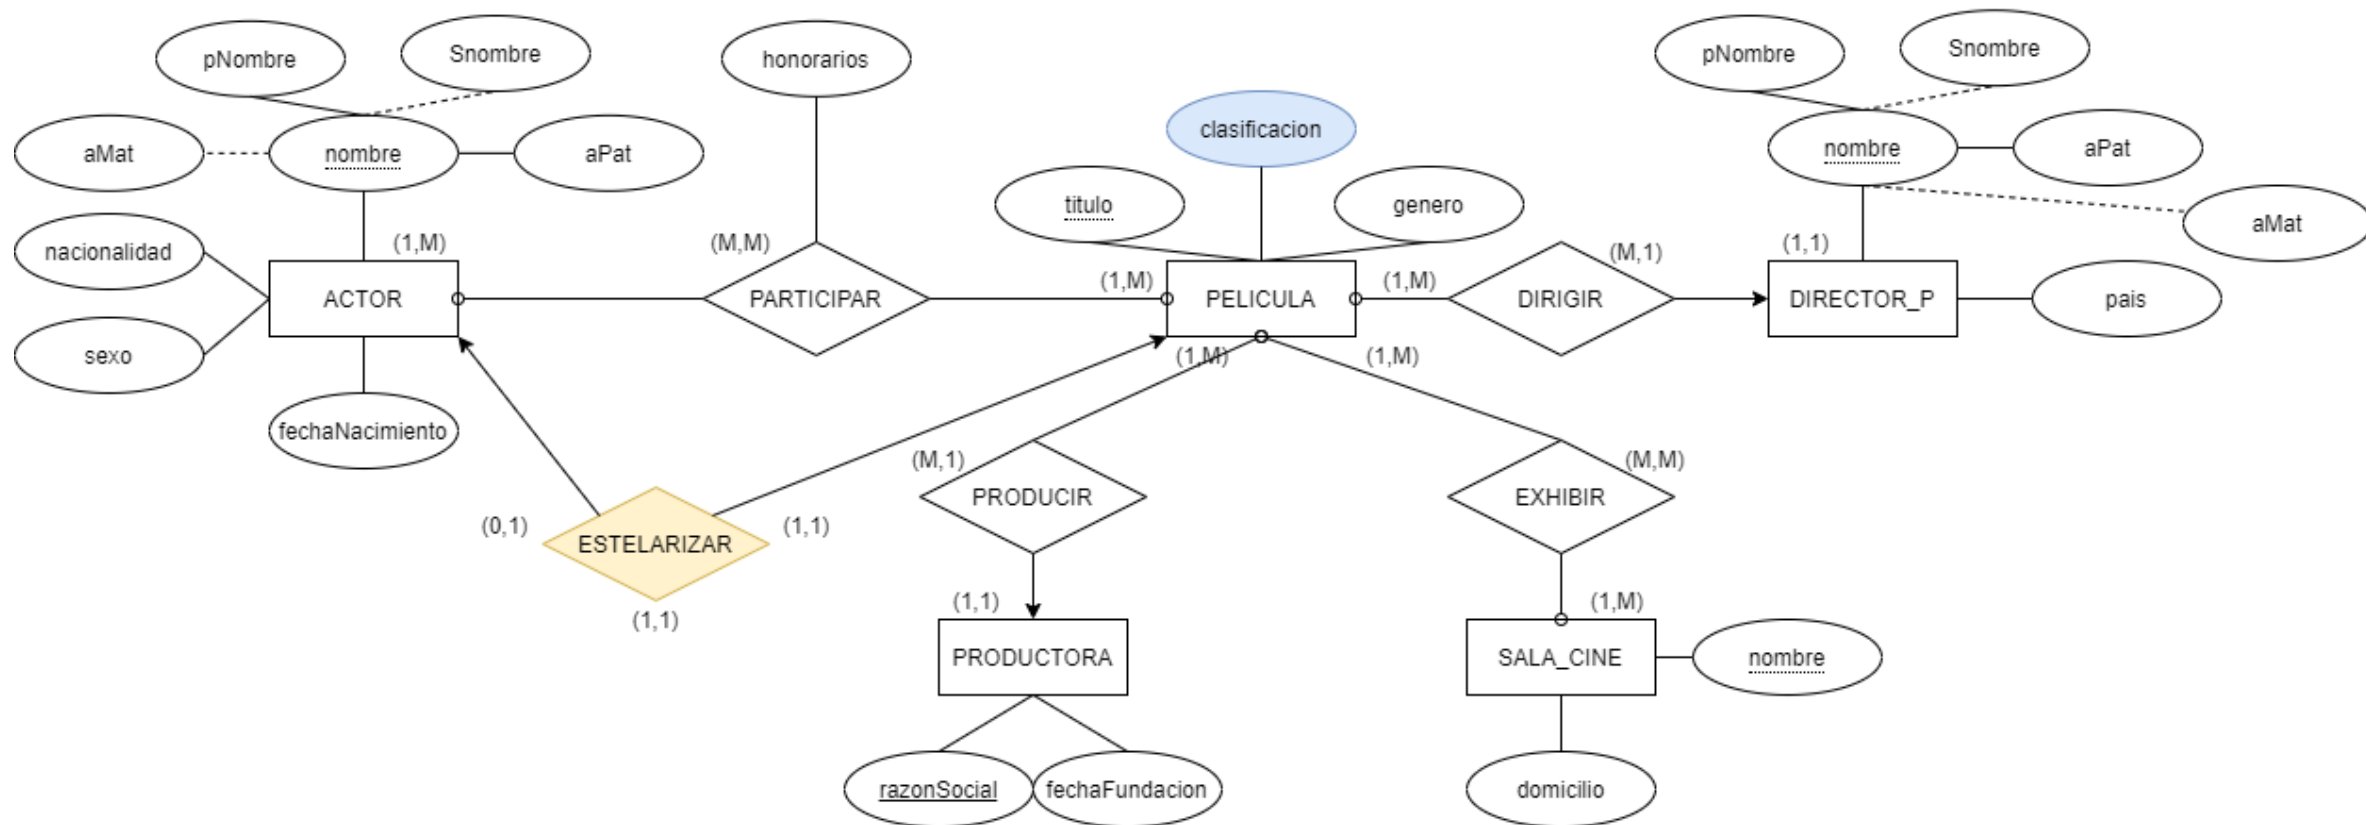 pNombre
Snombre
honorarios
pNombre
Snombre
clasificacion
aMat
nombre
aPat
nombre
aPat
titulo
genero
aMat
nacionalidad
(1,M)
(M,M)
(1,M)
(1,M)
(M,1)
(1,1)
ACTOR
PARTICIPAR
PELICULA
DIRIGIR
DIRECTOR_P
pais
sexo
(1,M)
(1,M)
fechaNacimiento
(M,1)
(M,M)
PRODUCIR
EXHIBIR
(0,1)
ESTELARIZAR
(1,1)
(1,1)
(1,1)
(1,M)
PRODUCTORA
SALA_CINE
nombre
razonSocial
fechaFundacion
domicilio